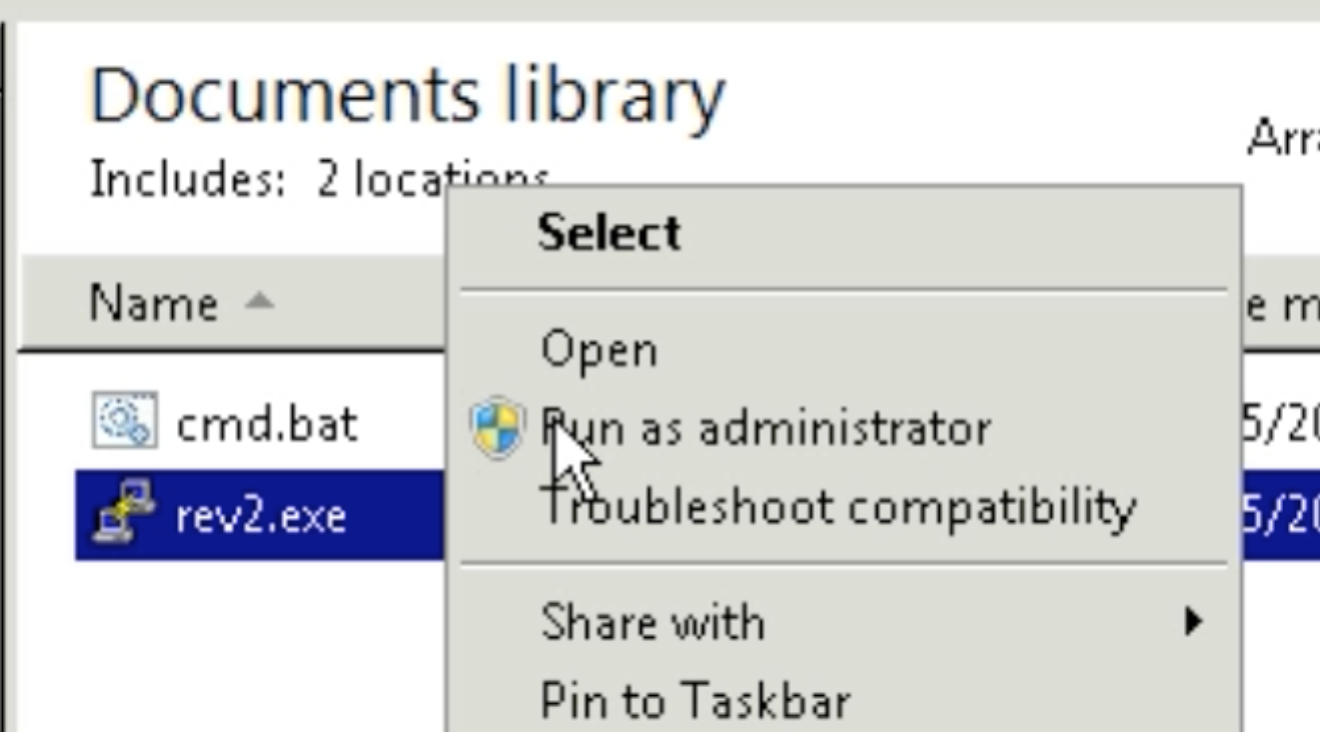 Documents library
Arra
Includes: 2 locations
Select
Name
e m
Open
cmd.bat
5/20
Run as administrator
rev2.exe
Troubleshoot compatibility
5/20
Share with
Pin to Taskbar